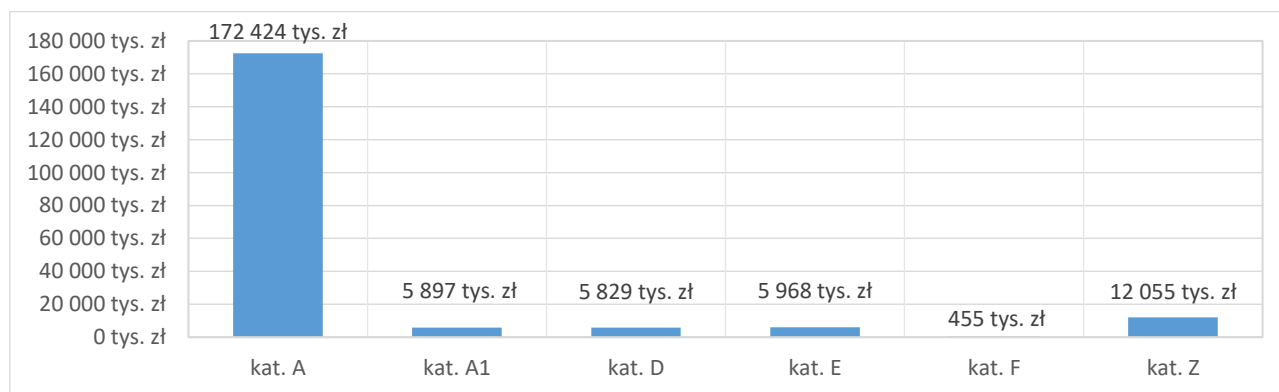 172 424 tys. zł
180 000 tys. zł
160 000 tys. zł
140 000 tys. zł
120 000 tys. zł
100 000 tys. zł
80 000 tys. zł
60 000 tys. zł
40 000 tys. zł
20 000 tys. zł
0 tys. zł
5 897 tys. zł
5 829 tys. zł
5 968 tys. zł
455 tys. zł
12 055 tys. zł
kat. A
kat. A1
kat. D
kat. E
kat. F
kat. Z